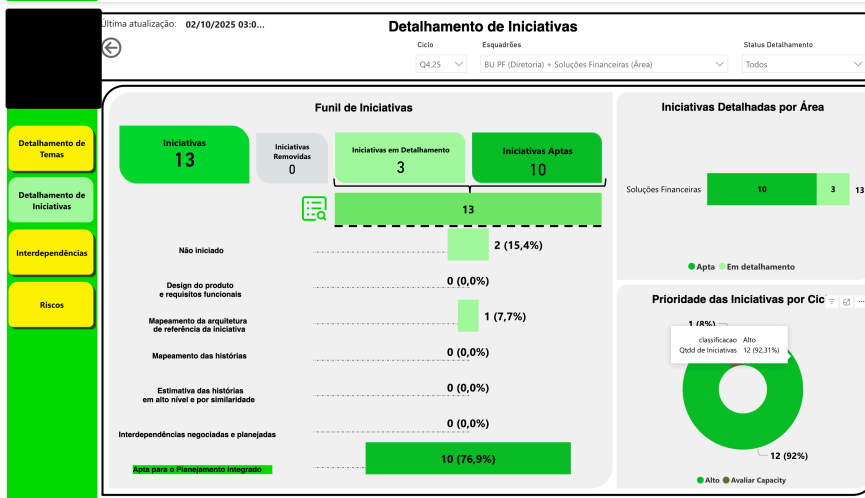 Última atualização: 02/10/2025 03:0...
Detalhamento de Iniciativas
Ciclo
Esquadrões
Status Detalhamento
Q4.25
BU PF (Diretoria) + Soluções Financeiras (Área)
Todos
Detalhamento de
Temas
Detalhamento de
Iniciativas
Interdependências
Riscos
Funil de Iniciativas
Iniciativas
13
Iniciativas
Removidas
0
Iniciativas em Detalhamento
3
Iniciativas Aptas
10
13
Não iniciado
2 (15,4%)
Design do produto
e requisitos funcionais
0 (0,0%)
Mapeamento da arquitetura
de referência da iniciativa
1 (7,7%)
Mapeamento das histórias
0 (0,0%)
Estimativa das histórias
em alto nível e por similaridade
0 (0,0%)
Interdependências negociadas e planejadas
0 (0,0%)
Apta para o Planejamento Integrado
10 (76,9%)
Iniciativas Detalhadas por Área
Soluções Financeiras
10
3
13
Apta
Em detalhamento
Prioridade das Iniciativas por Cic
1 (8%)
classificacao Alto
Qtdd de Iniciativas 12 (92,31%)
12 (92%)
Alto
Avaliar Capacity